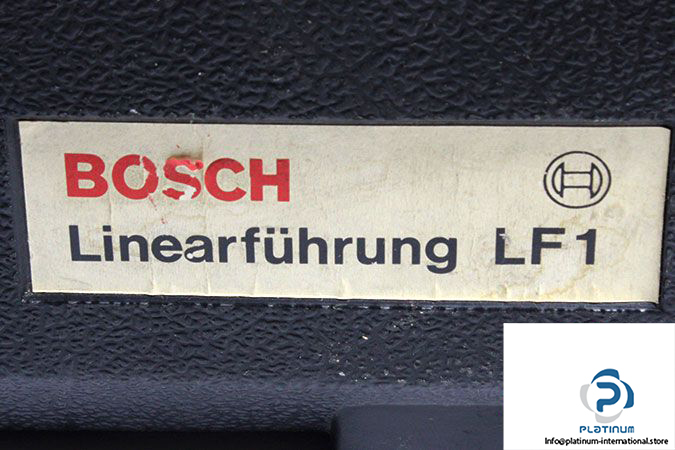 BOSCH
Linearführung LF1
PLATINUM
Info@platinum-international.store